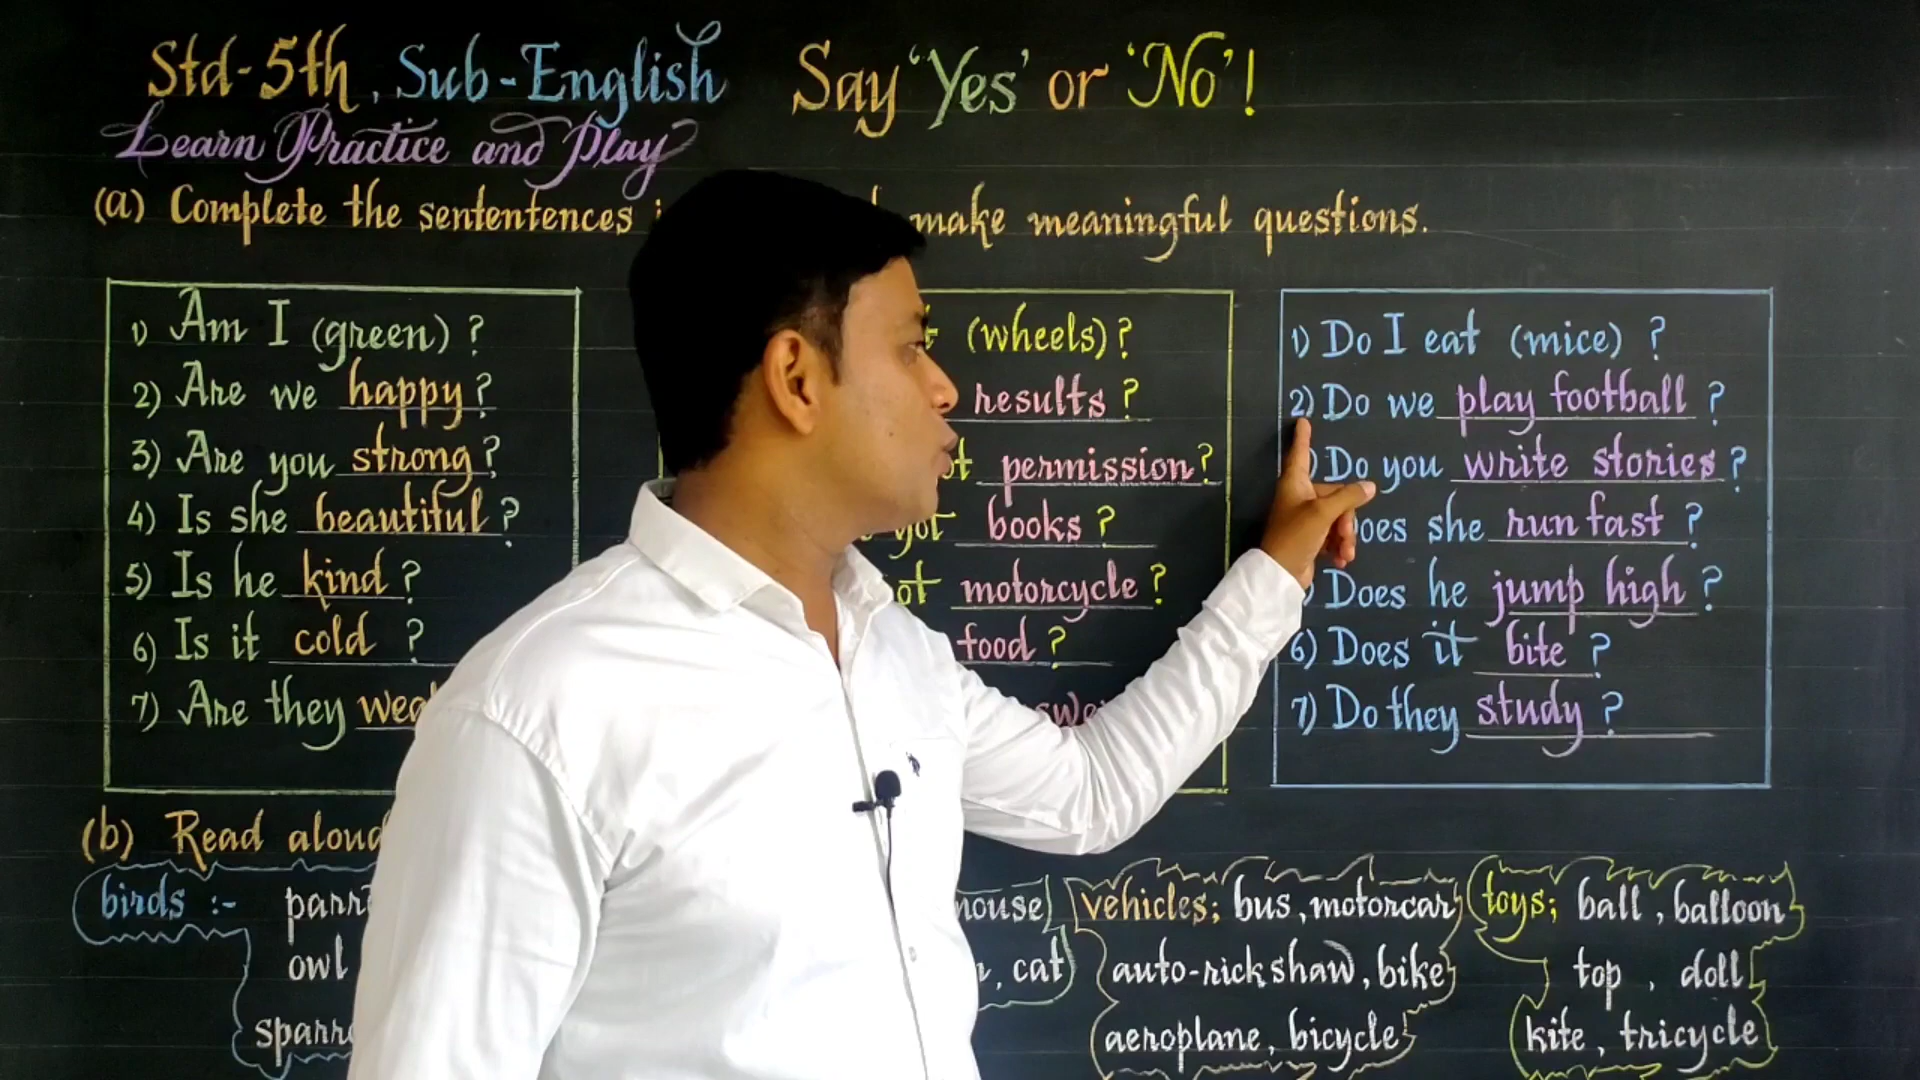 Std-5th, Sub-English Say 'Yes' or 'No'!
Learn Practice and Play
(a) Complete the sententences make meaningful questions.
1) Am I (green)?
2) Are we happy?
3) Are you strong?
4) Is she beautiful?
5) Is he kind?
6) Is it cold ?
7) Are they
(wheels)?
results ?
permission?
got books ?
motorcycle ?
food ?
1) Do I eat (mice) ?
2) Do we play football ?
) Do you write stories ?
Does she run fast ?
Does he jump high ?
6) Does it bite ?
7) Do they study ?
(b) Read aloud
birds :-
owl
cat
vehicles; bus, motorcar
auto-rickshaw, bike
aeroplane, bicycle
toys; ball, balloon
top , doll
kite, tricycle